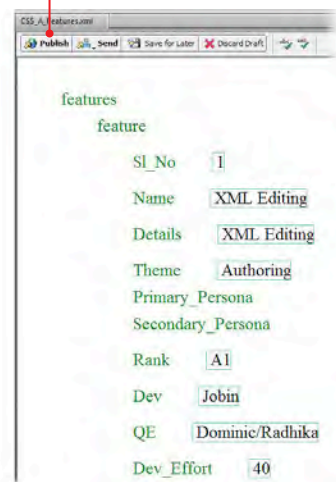 CSS_A_Features.xml
Publish Send Save for Later Discard Draft
features
feature
Sl_No 1
Name XML Editing
Details XML Editing
Theme Authoring
Primary_Persona
Secondary_Persona
Rank A1
Dev Jobin
QE Dominic/Radhika
Dev_Effort 40